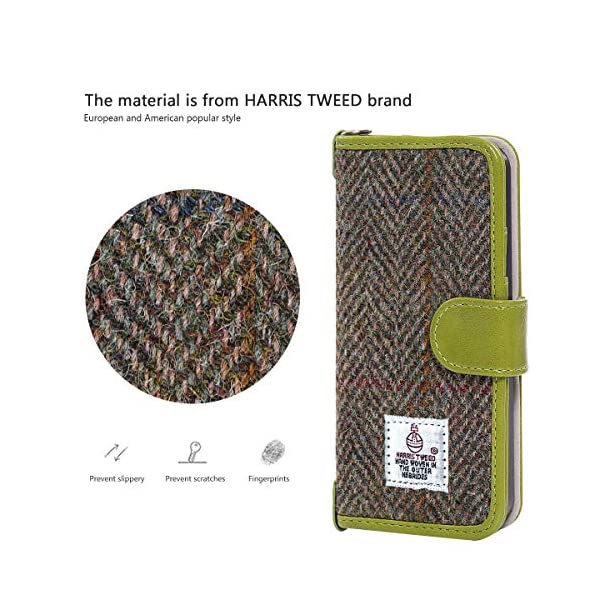 The material is from HARRIS TWEED brand
European and American popular style
HARRIS TWEED ®
HAND WOVEN IN
THE OUTER
HEBRIDES
Prevent slippery
Prevent scratches
Fingerprints